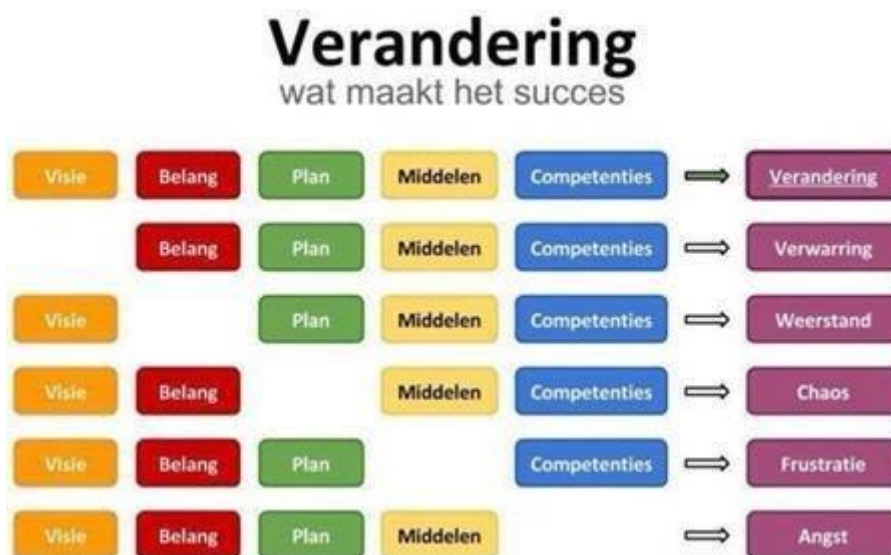 Verandering
wat maakt het succes
Visie Belang Plan Middelen Competenties Verandering
Belang Plan Middelen Competenties Verwarring
Visie Plan Middelen Competenties Weerstand
Visie Belang Middelen Competenties Chaos
Visie Belang Plan Competenties Frustratie
Visie Belang Plan Middelen Angst